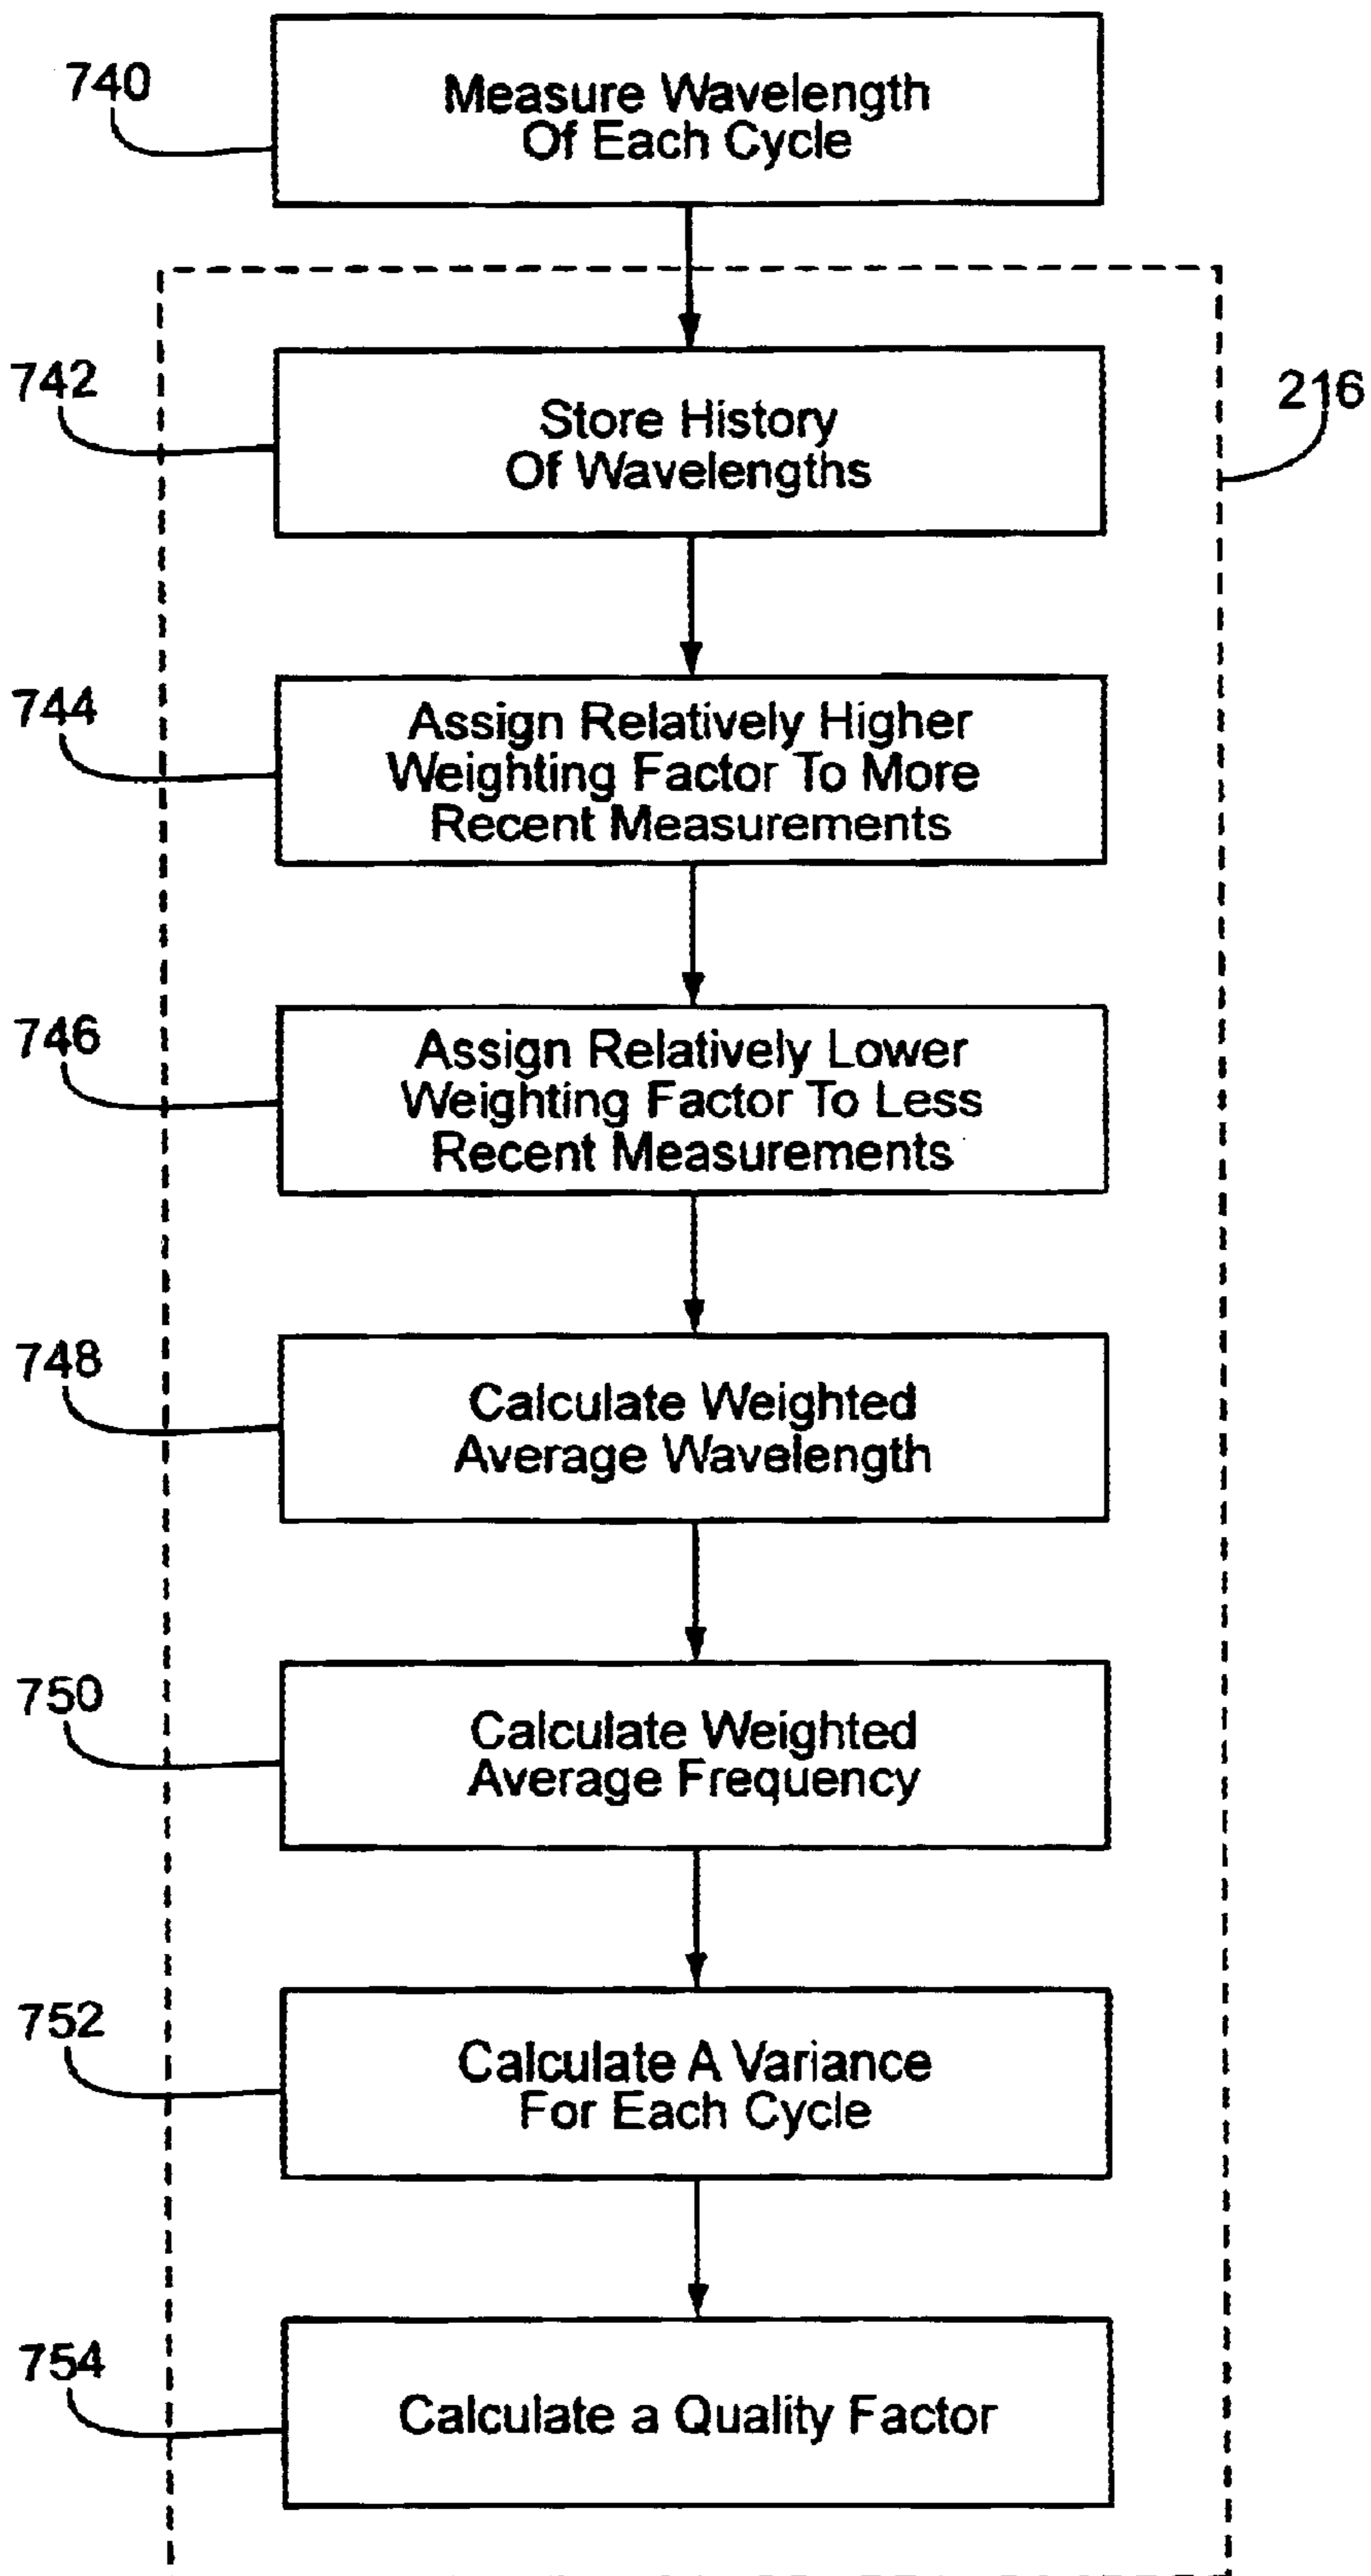 740
Measure Wavelength
Of Each Cycle
742
Store History
Of Wavelengths
216
744
Assign Relatively Higher
Weighting Factor To More
Recent Measurements
746
Assign Relatively Lower
Weighting Factor To Less
Recent Measurements
748
Calculate Weighted
Average Wavelength
750
Calculate Weighted
Average Frequency
752
Calculate A Variance
For Each Cycle
754
Calculate a Quality Factor